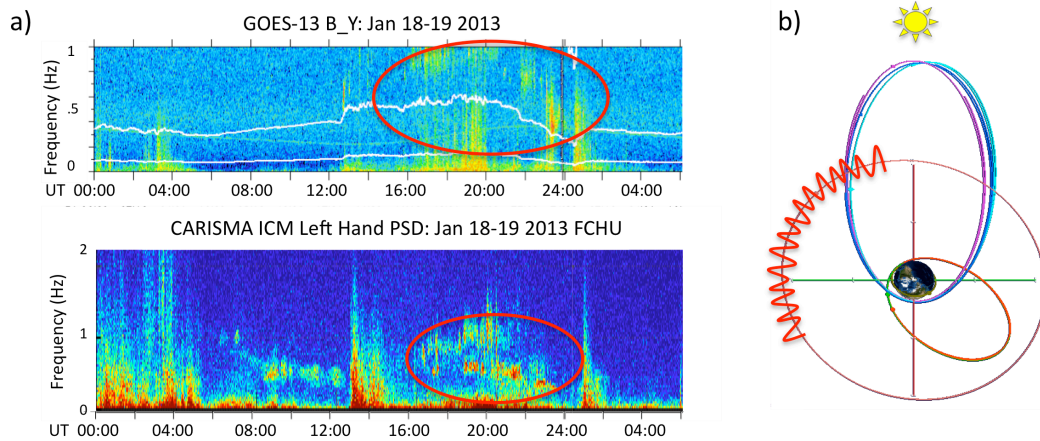 a)
GOES-13 B_Y: Jan 18-19 2013
Frequency (Hz)
1
.5
0
UT 00:00 04:00 08:00 12:00 16:00 20:00 24:00 04:00
CARISMA ICM Left Hand PSD: Jan 18-19 2013 FCHU
Frequency (Hz)
2
1
0
UT 00:00 04:00 08:00 12:00 16:00 20:00 24:00 04:00
b)